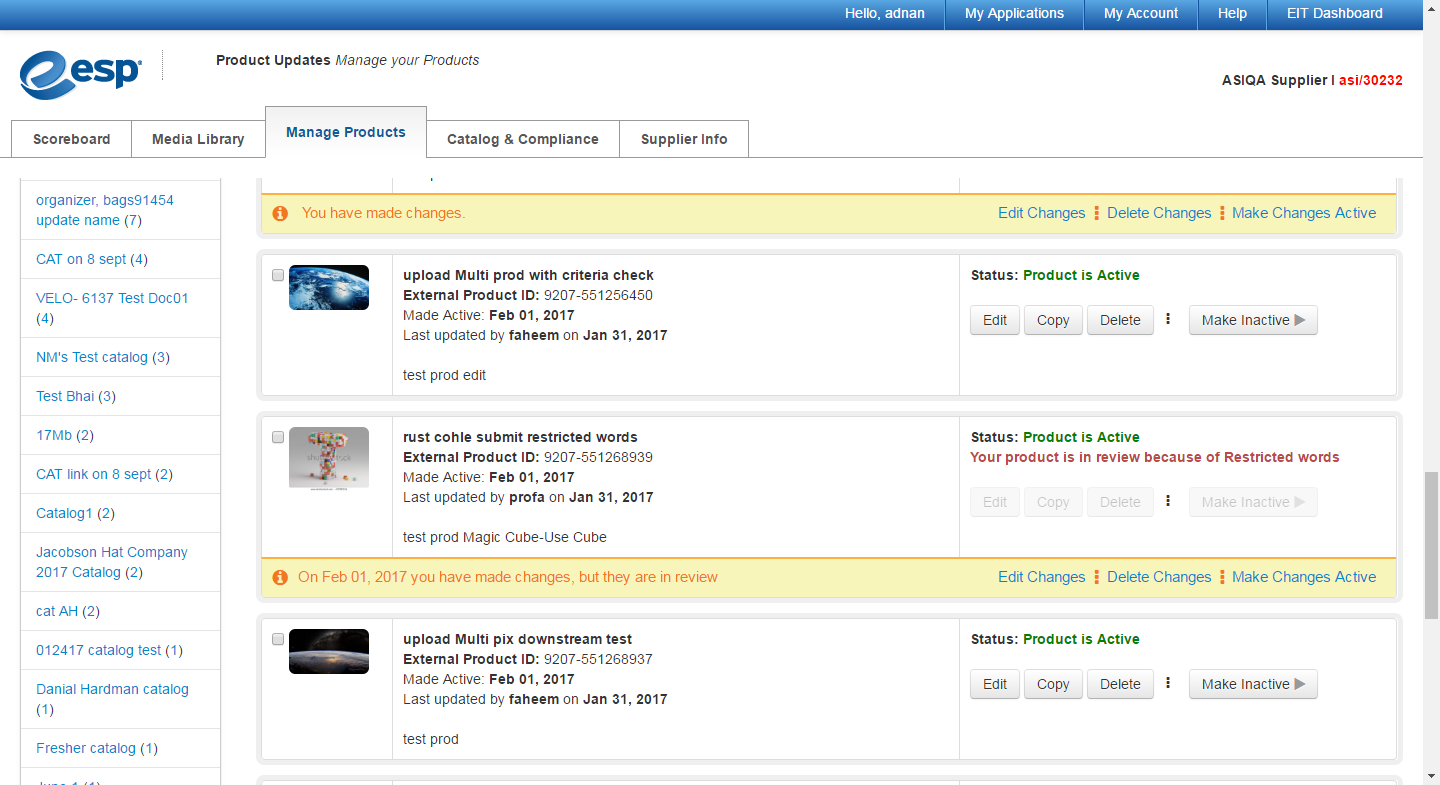 Hello, adnan
My Applications
My Account
Help
EIT Dashboard
esp
Product Updates Manage your Products
ASIQA Supplier I asi/30232
Scoreboard
Media Library
Manage Products
Catalog & Compliance
Supplier Info
organizer, bags91454
update name (7)
CAT on 8 sept (4)
VELO- 6137 Test Doc01
(4)
NM's Test catalog (3)
Test Bhai (3)
17Mb (2)
CAT link on 8 sept (2)
Catalog1 (2)
Jacobson Hat Company
2017 Catalog (2)
cat AH (2)
012417 catalog test (1)
Danial Hardman catalog
(1)
Fresher catalog (1)
You have made changes.
Edit Changes
Delete Changes
Make Changes Active
upload Multi prod with criteria check
External Product ID: 9207-551256450
Made Active: Feb 01, 2017
Last updated by faheem on Jan 31, 2017
test prod edit
Status: Product is Active
Edit
Copy
Delete
Make Inactive
rust cohle submit restricted words
External Product ID: 9207-551268939
Made Active: Feb 01, 2017
Last updated by profa on Jan 31, 2017
test prod Magic Cube-Use Cube
Status: Product is Active
Your product is in review because of Restricted words
Edit
Copy
Delete
Make Inactive
On Feb 01, 2017 you have made changes, but they are in review
Edit Changes
Delete Changes
Make Changes Active
upload Multi pix downstream test
External Product ID: 9207-551268937
Made Active: Feb 01, 2017
Last updated by faheem on Jan 31, 2017
test prod
Status: Product is Active
Edit
Copy
Delete
Make Inactive